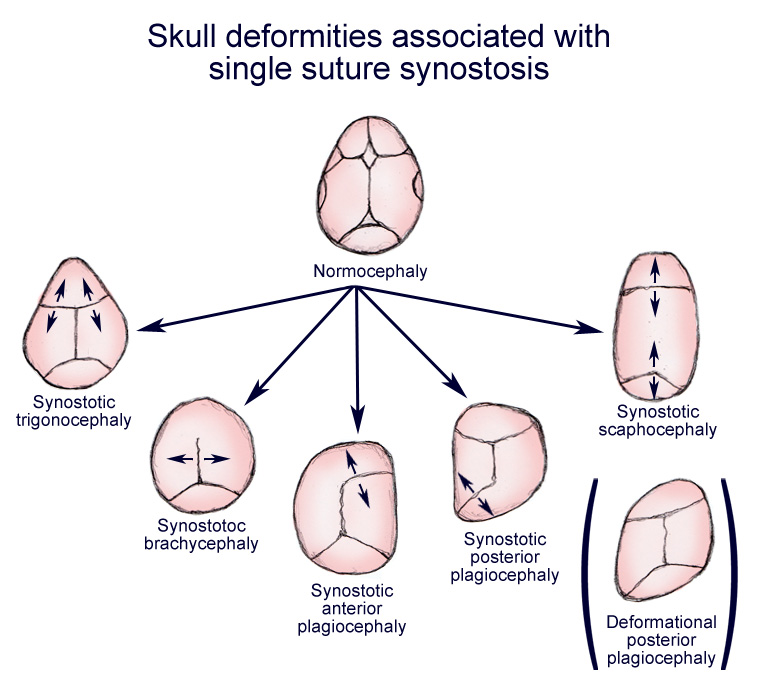 Skull deformities associated with
single suture synostosis
Normocephaly
Synostotic
trigonocephaly
Synostotoc
brachycephaly
Synostotic
anterior
plagiocephaly
Synostotic
posterior
plagiocephaly
Synostotic
scaphocephaly
Deformational
posterior
plagiocephaly